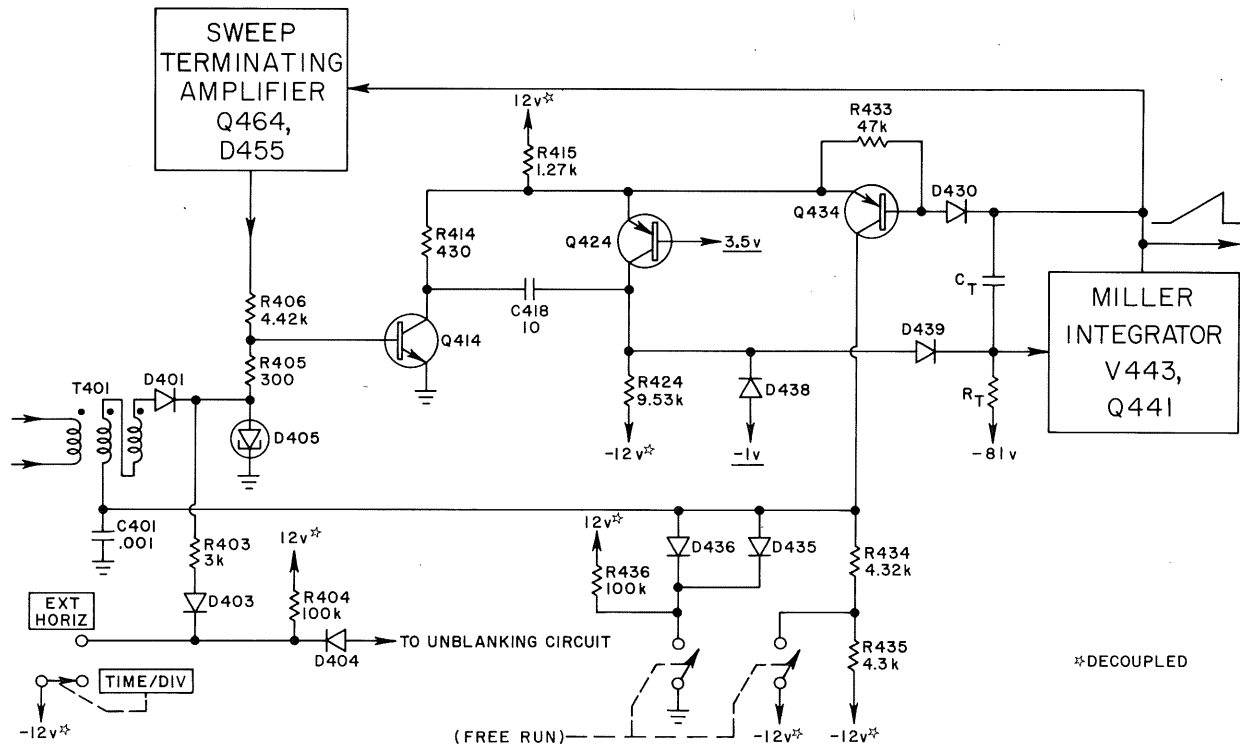 SWEEP
TERMINATING
AMPLIFIER
Q464,
D455
12v☆
R415
1.27k
R433
47k
D430
Q434
R414
430
Q424
3.5v
C418
10
Q414
R406
4.42k
R405
300
D401
T401
D405
C401
.001
R403
3k
D403
12v☆
R404
100k
D404
TO UNBLANKING CIRCUIT
EXT
HORIZ
TIME/DIV
-12v☆
D439
R424
9.53k
-12v☆
D438
-1v
CT
RT
-81v
MILLER
INTEGRATOR
V443,
Q441
12v☆
R436
100k
D436
D435
R434
4.32k
R435
4.3k
(FREE RUN)
-12v☆
-12v☆
☆DECOUPLED